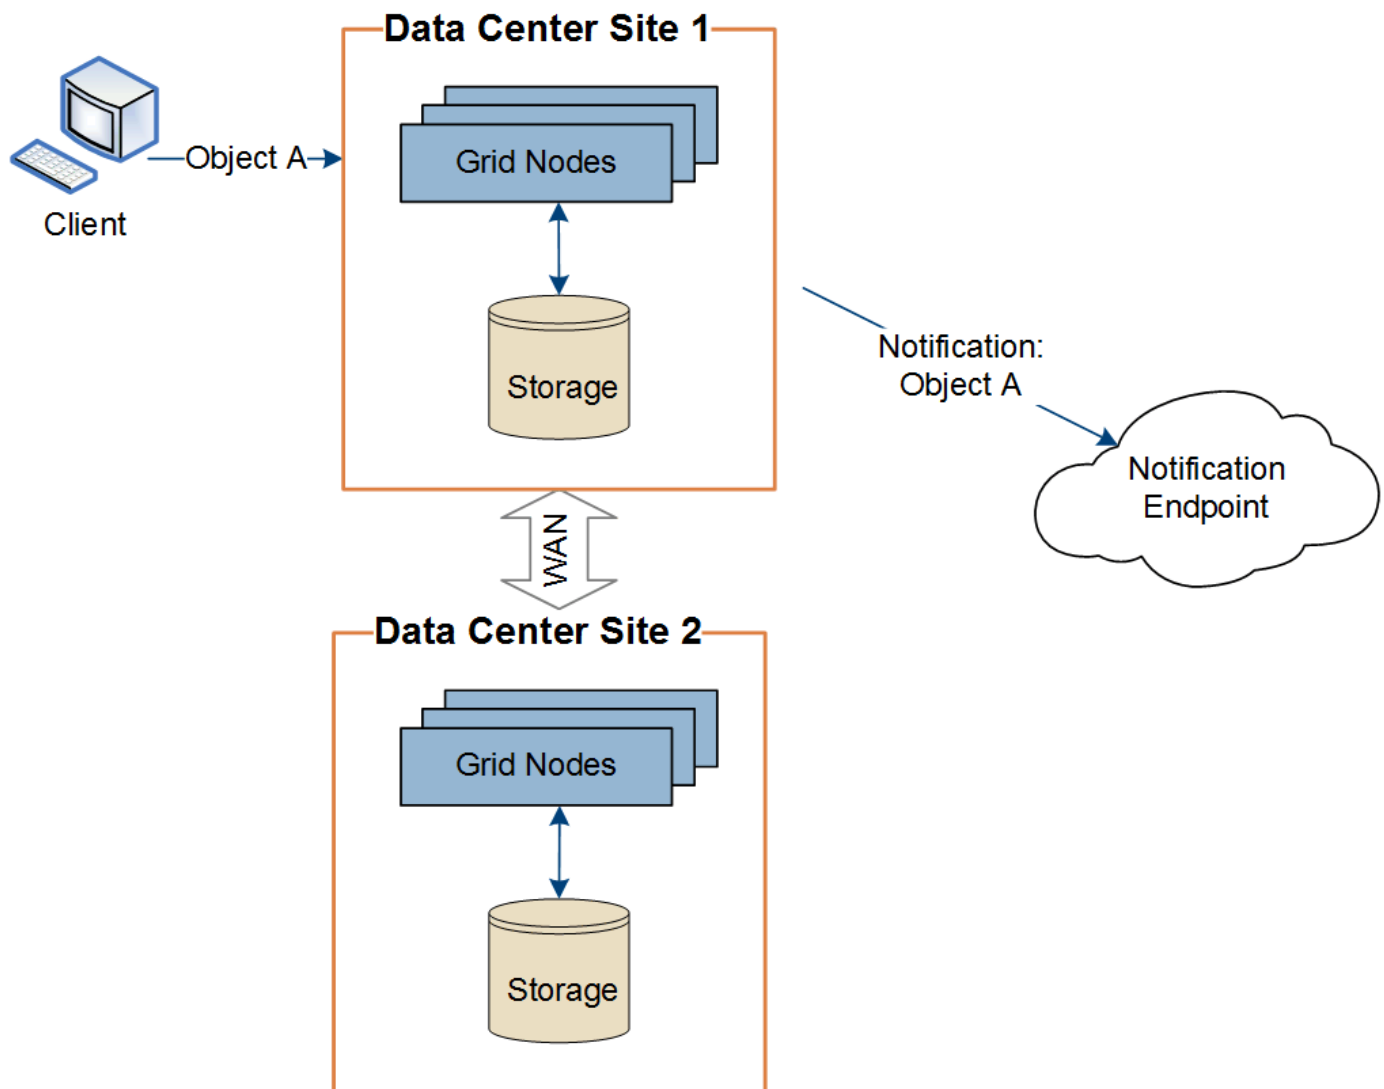 Data Center Site 1
Client
Object A
Grid Nodes
Storage
Notification:
Object A
Notification
Endpoint
WAN
Data Center Site 2
Grid Nodes
Storage